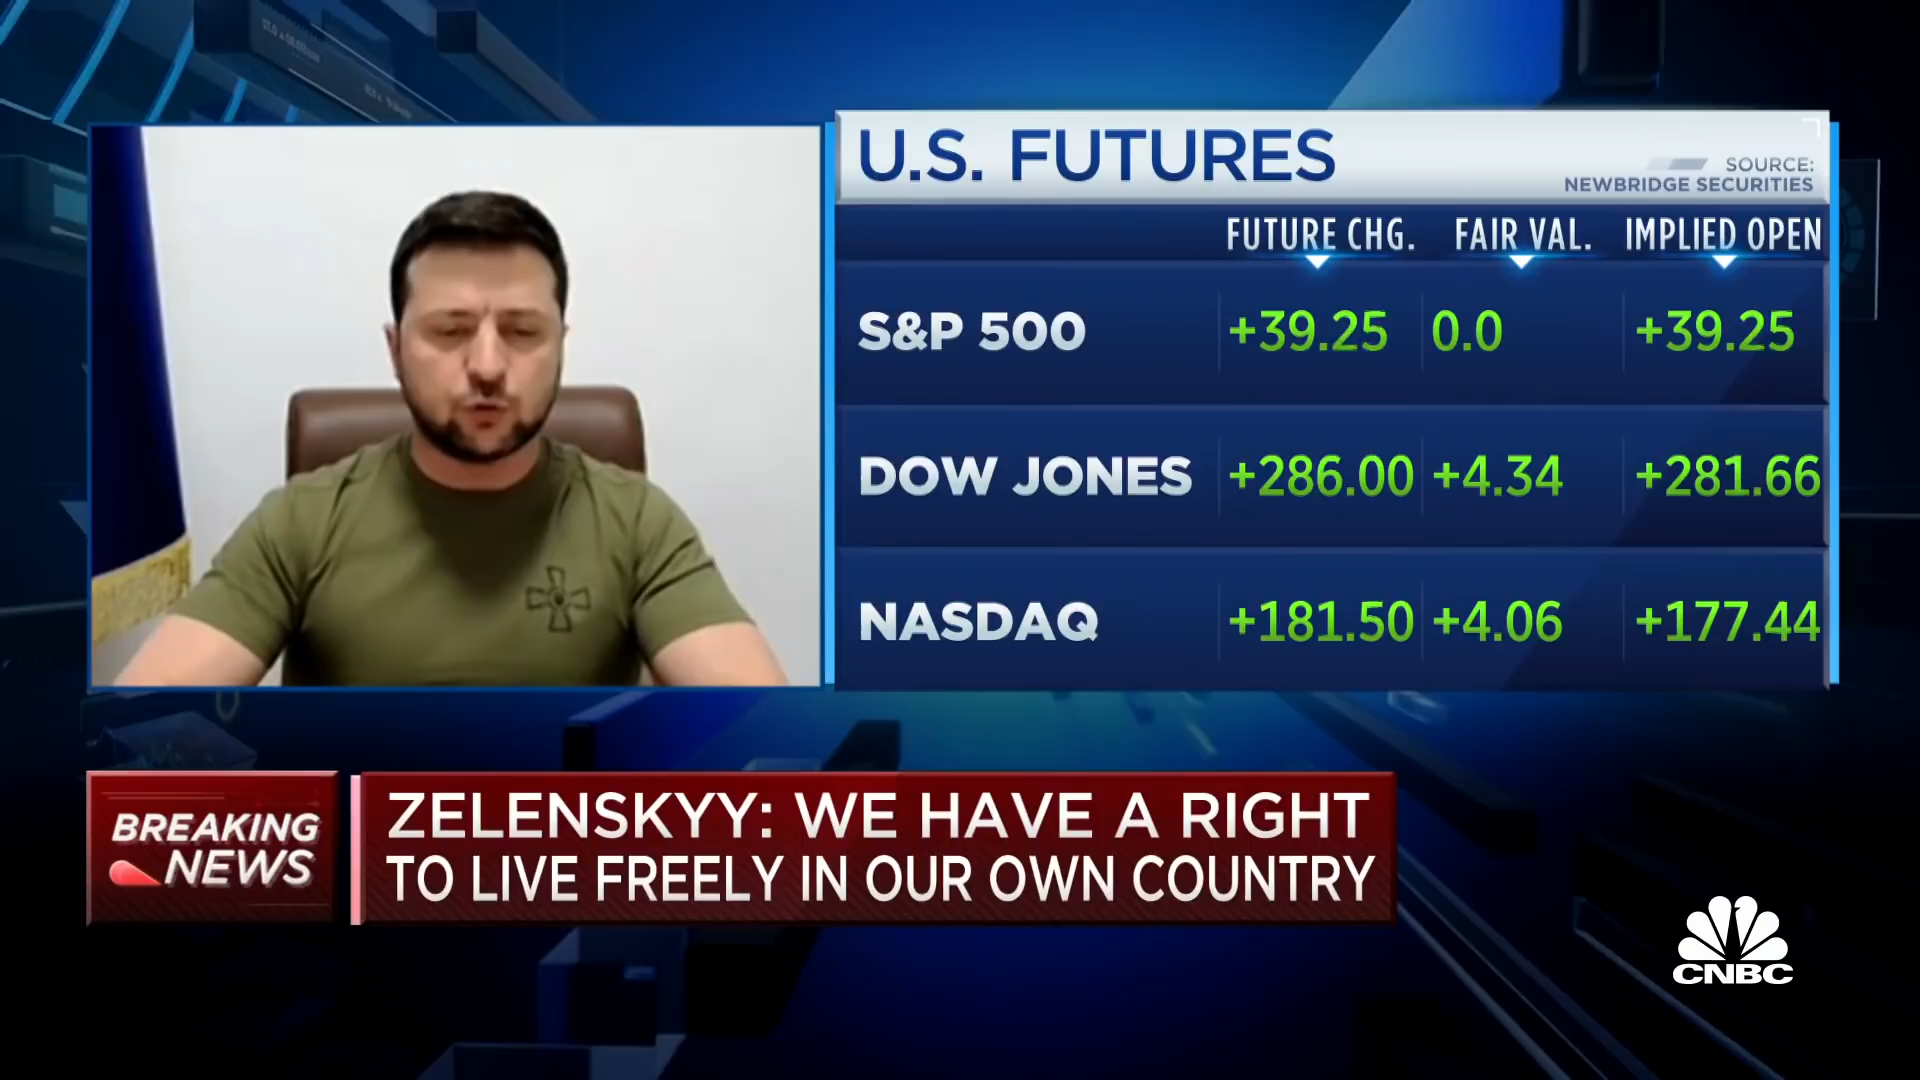 U.S. FUTURES
SOURCE:
NEWBRIDGE SECURITIES
FUTURE CHG. FAIR VAL. IMPLIED OPEN
S&P 500 +39.25 0.0 +39.25
DOW JONES +286.00 +4.34 +281.66
NASDAQ +181.50 +4.06 +177.44
BREAKING
NEWS
ZELENSKYY: WE HAVE A RIGHT
TO LIVE FREELY IN OUR OWN COUNTRY
CNBC